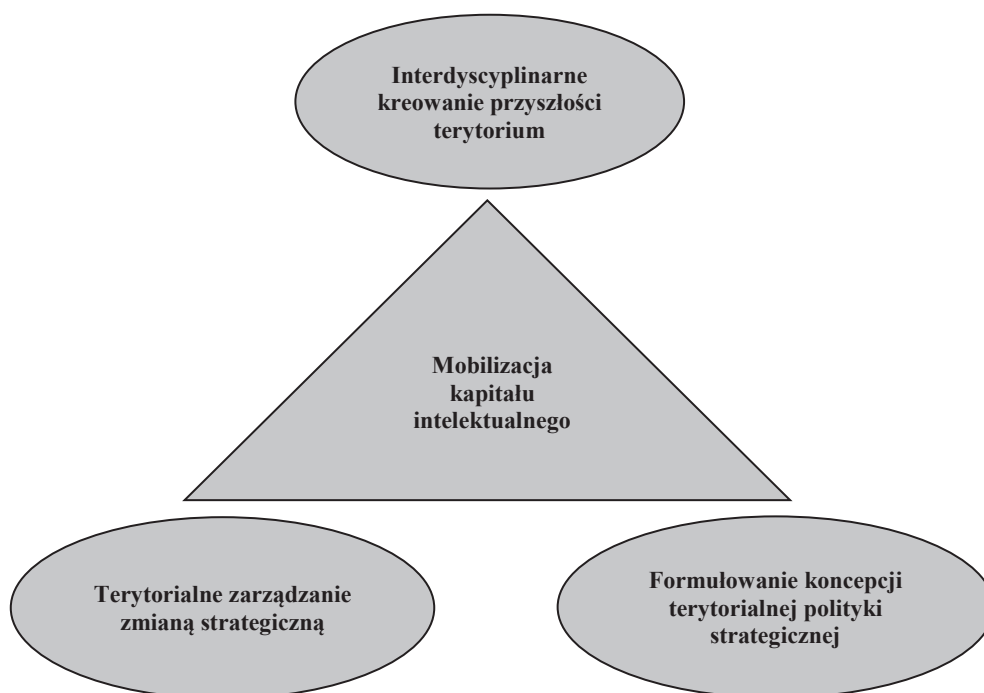 Interdyscyplinarne
kreowanie przyszłości
terytorium
Mobilizacja
kapitału
intelektualnego
Terytorialne zarządzanie
zmianą strategiczną
Formułowanie koncepcji
terytorialnej polityki
strategicznej